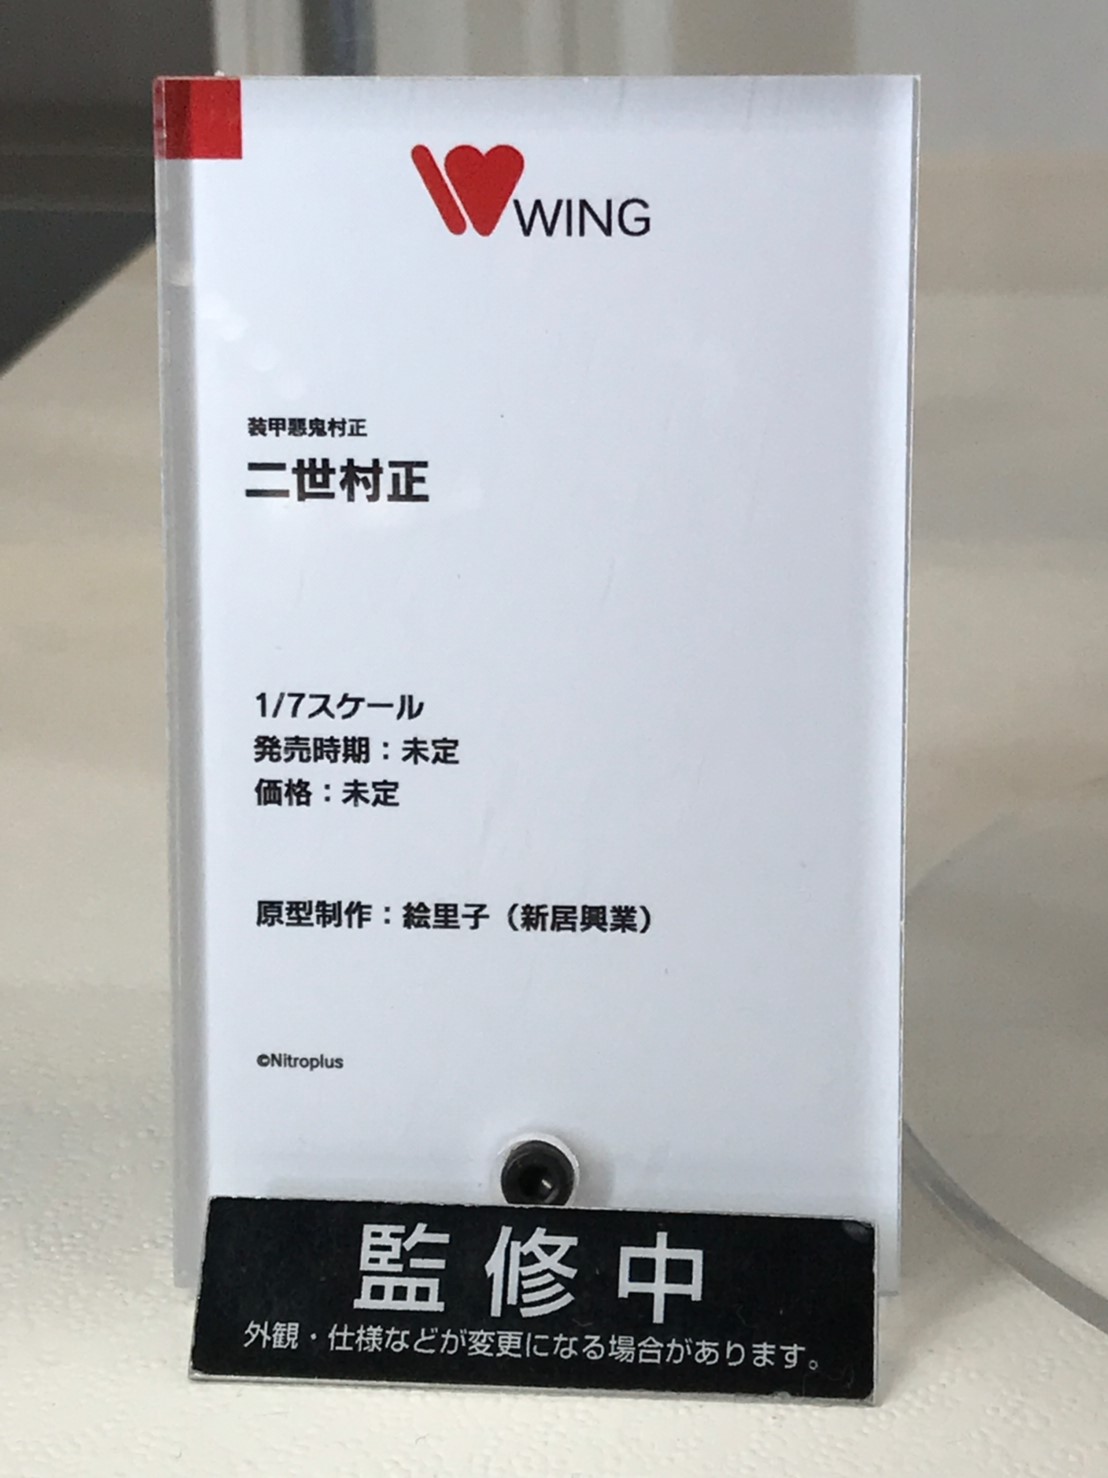 WING
装甲悪鬼村正
二世村正
1/7スケール
発売時期：未定
価格：未定
原型制作：絵里子（新居興業）
©Nitroplus
監修中
外観・仕様などが変更になる場合があります。